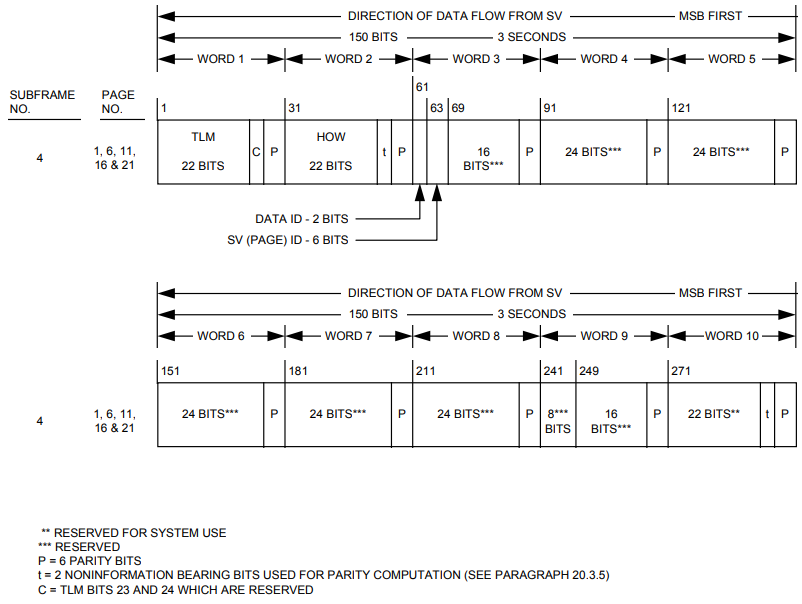 DIRECTION OF DATA FLOW FROM SV MSB FIRST
150 BITS 3 SECONDS
WORD 1 WORD 2 WORD 3 WORD 4 WORD 5
SUBFRAME NO. PAGE NO.
61
1 31 63 69 91 121
4 1, 6, 11, 16 & 21
TLM 22 BITS C P HOW 22 BITS t P 16 BITS*** P 24 BITS*** P 24 BITS*** P
DATA ID - 2 BITS
SV (PAGE) ID - 6 BITS
DIRECTION OF DATA FLOW FROM SV MSB FIRST
150 BITS 3 SECONDS
WORD 6 WORD 7 WORD 8 WORD 9 WORD 10
151 181 211 241 249 271
4 1, 6, 11, 16 & 21
24 BITS*** P 24 BITS*** P 24 BITS*** P 8*** BITS 16 BITS*** P 22 BITS** t P
** RESERVED FOR SYSTEM USE
*** RESERVED
P = 6 PARITY BITS
t = 2 NONINFORMATION BEARING BITS USED FOR PARITY COMPUTATION (SEE PARAGRAPH 20.3.5)
C = TLM BITS 23 AND 24 WHICH ARE RESERVED